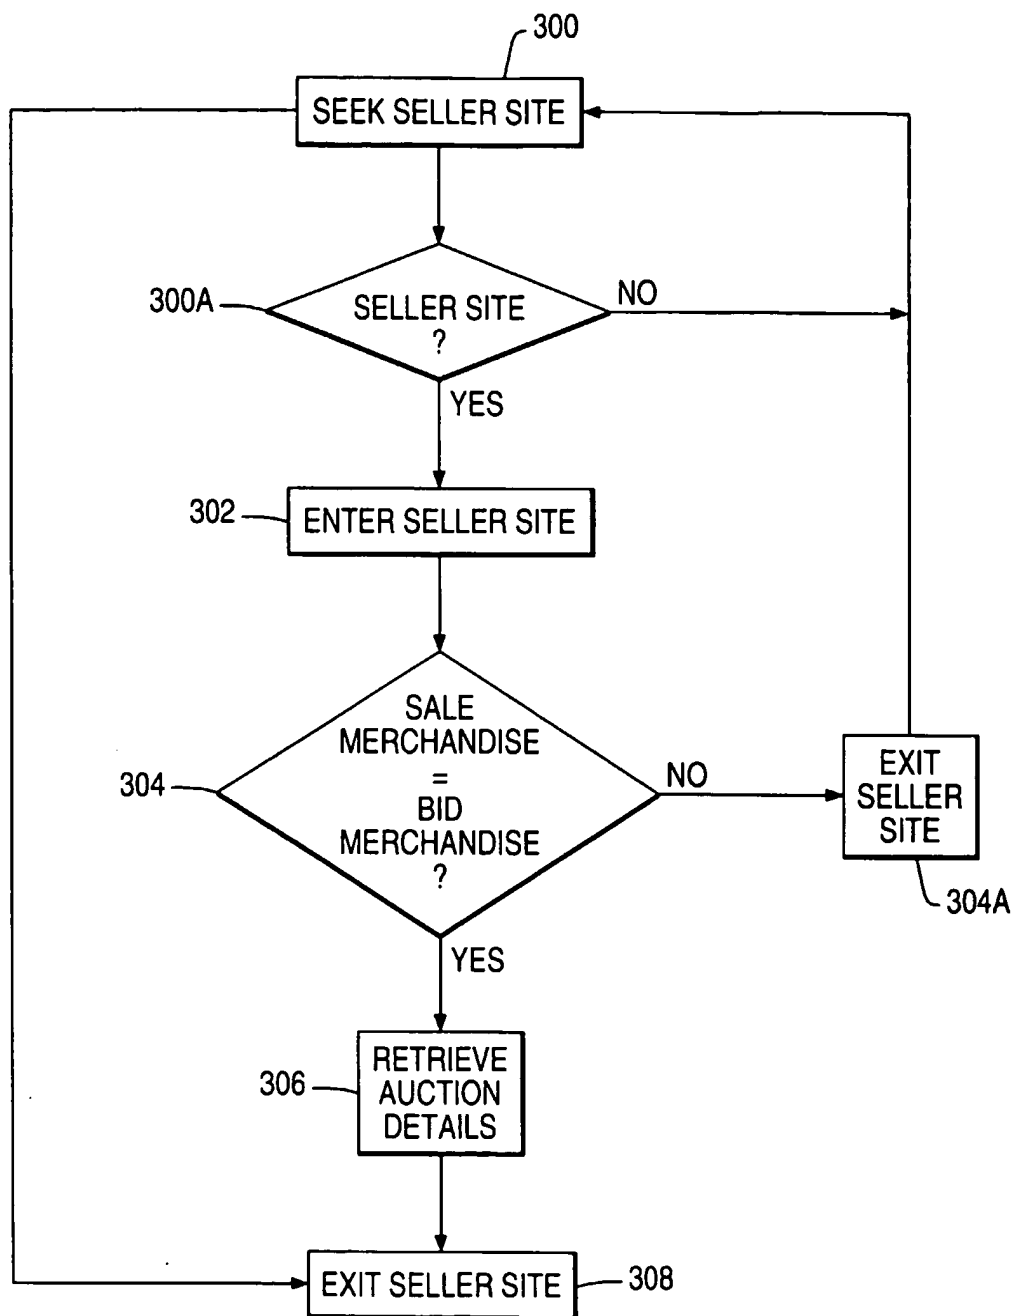 300
SEEK SELLER SITE
300A
SELLER SITE
?
NO
YES
302
ENTER SELLER SITE
304
SALE
MERCHANDISE
=
BID
MERCHANDISE
?
NO
EXIT
SELLER
SITE
304A
YES
306
RETRIEVE
AUCTION
DETAILS
EXIT SELLER SITE
308